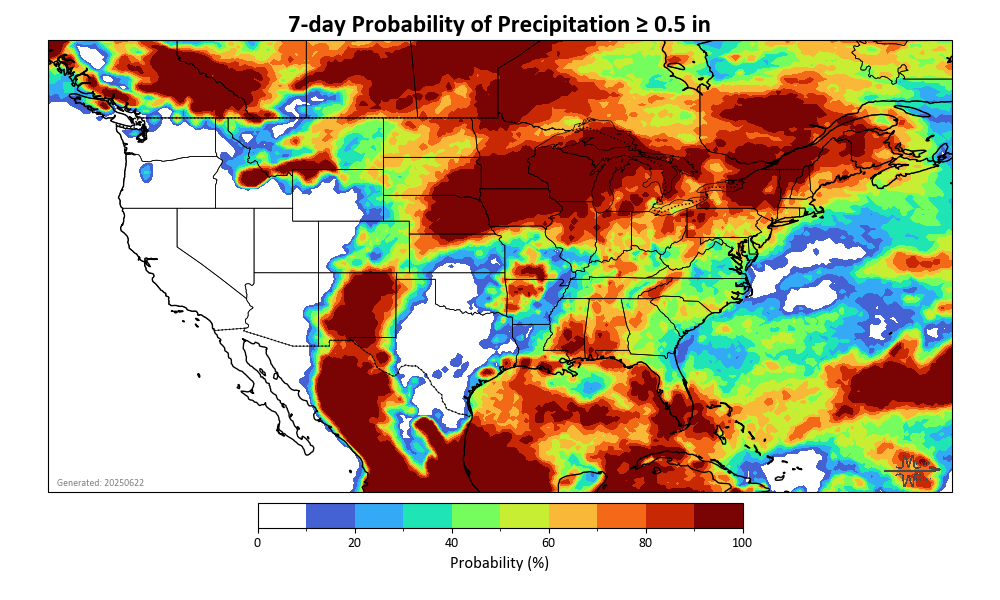 7-day Probability of Precipitation ≥ 0.5 in
Generated: 20250622
0 20 40 60 80 100
Probability (%)